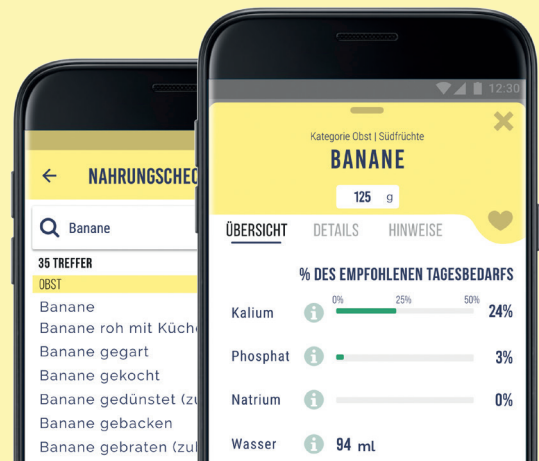 NAHRUNGSCHEC
Banane
35 TREFFER
OBST
Banane
Banane roh mit Küche
Banane gegart
Banane gekocht
Banane gedünstet (zu
Banane gebacken
Banane gebraten (zul
12:30
Kategorie Obst | Südfrüchte
BANANE
125 g
ÜBERSICHT DETAILS HINWEISE
% DES EMPFOHLENEN TAGESBEDARFS
0% 25% 50%
Kalium 24%
Phosphat 3%
Natrium 0%
Wasser 94 ml